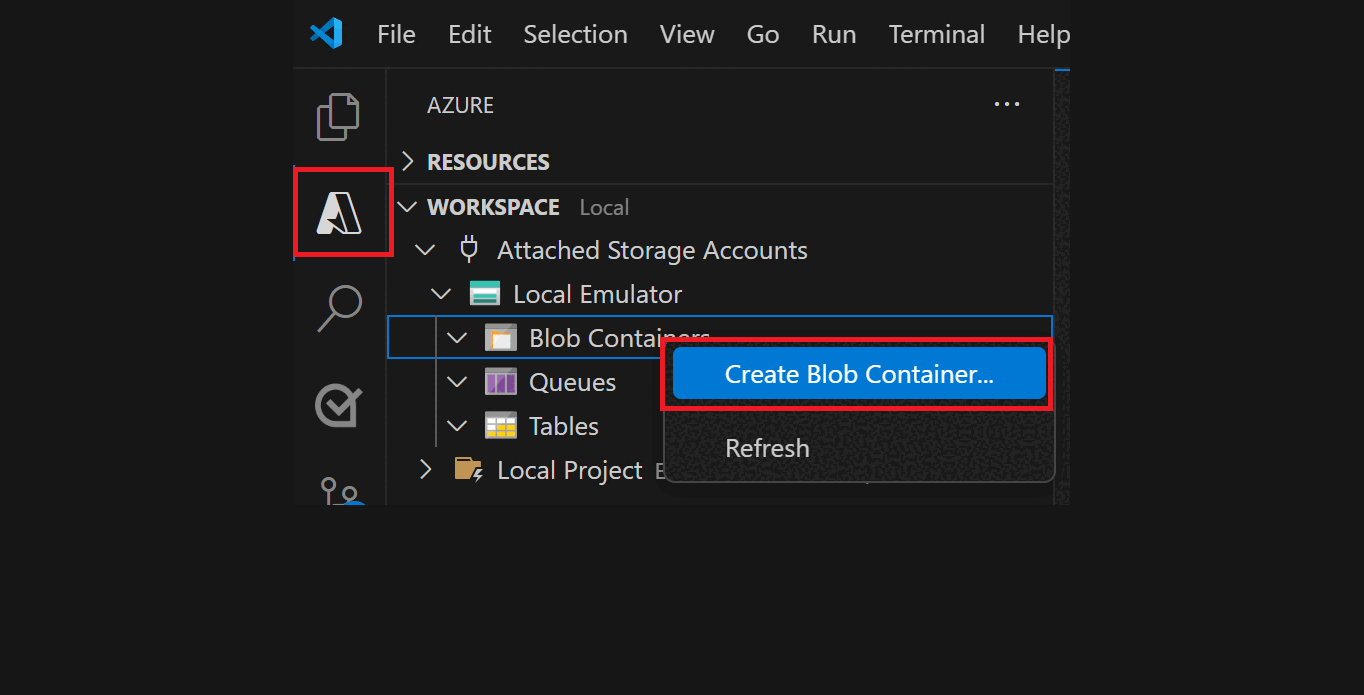 File Edit Selection View Go Run Terminal Help
AZURE
RESOURCES
WORKSPACE Local
Attached Storage Accounts
Local Emulator
Blob Containers
Create Blob Container...
Queues
Tables
Refresh
Local Project